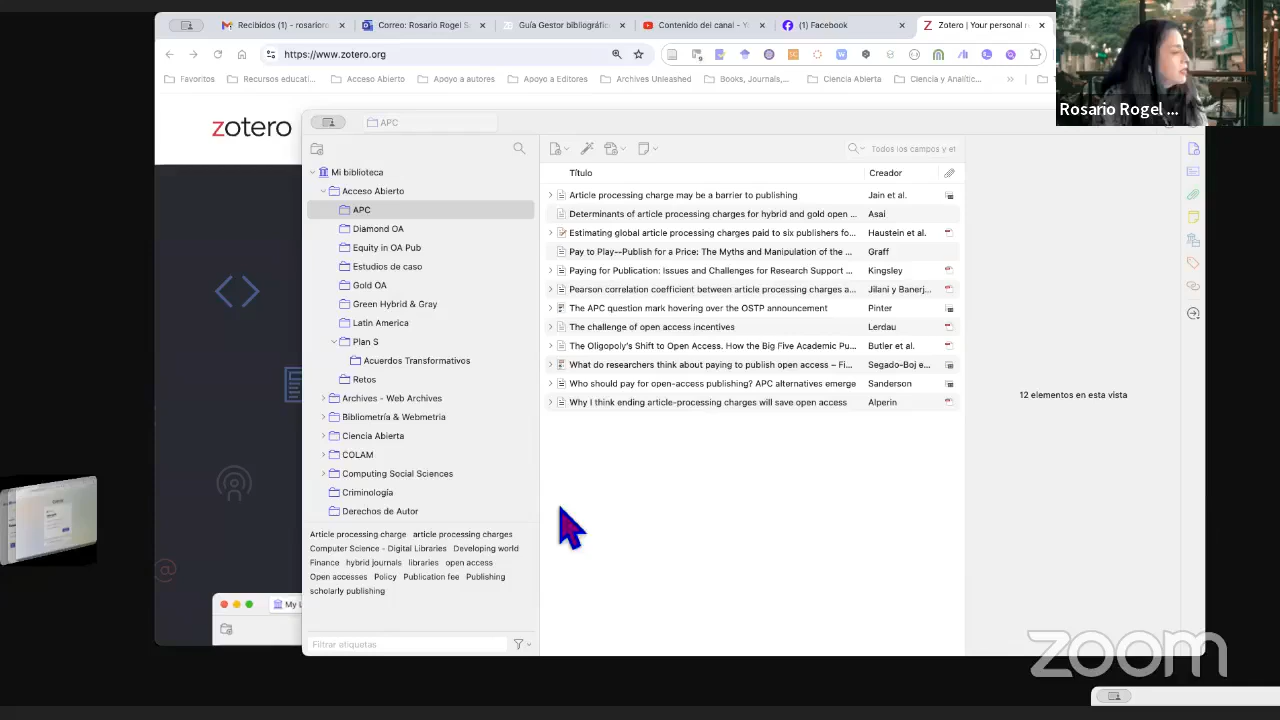 Recibidos (1) - rosarioro
Correo: Rosario Rogel S
Guía Gestor bibliográfic
Contenido del canal - Y
(1) Facebook
Zotero | Your personal r
https://www.zotero.org
Favoritos
Recursos educati...
Acceso Abierto
Apoyo a autores
Apoyo a Editores
Archives Unleashed
Books, Journals,...
Ciencia Abierta
Ciencia y Analític...
Rosario Rogel ...
zotero
APC
Todos los campos y et
Mi biblioteca
Acceso Abierto
APC
Diamond OA
Equity in OA Pub
Estudios de caso
Gold OA
Green Hybrid & Gray
Latin America
Plan S
Acuerdos Transformativos
Retos
Archives - Web Archives
Bibliometría & Webmetria
Ciencia Abierta
COLAM
Computing Social Sciences
Criminología
Derechos de Autor
Título Creador
Article processing charge may be a barrier to publishing Jain et al.
Determinants of article processing charges for hybrid and gold open ... Asai
Estimating global article processing charges paid to six publishers fo... Haustein et al.
Pay to Play--Publish for a Price: The Myths and Manipulation of the ... Graff
Paying for Publication: Issues and Challenges for Research Support ... Kingsley
Pearson correlation coefficient between article processing charges a... Jilani y Banerj...
The APC question mark hovering over the OSTP announcement Pinter
The challenge of open access incentives Lerdau
The Oligopoly's Shift to Open Access. How the Big Five Academic Pu... Butler et al.
What do researchers think about paying to publish open access – Fi... Segado-Boj e...
Who should pay for open-access publishing? APC alternatives emerge Sanderson
Why I think ending article-processing charges will save open access Alperin
12 elementos en esta vista
Article processing charge article processing charges
Computer Science - Digital Libraries Developing world
Finance hybrid journals libraries open access
Open accesses Policy Publication fee Publishing
scholarly publishing
Filtrar etiquetas
My L
zoom